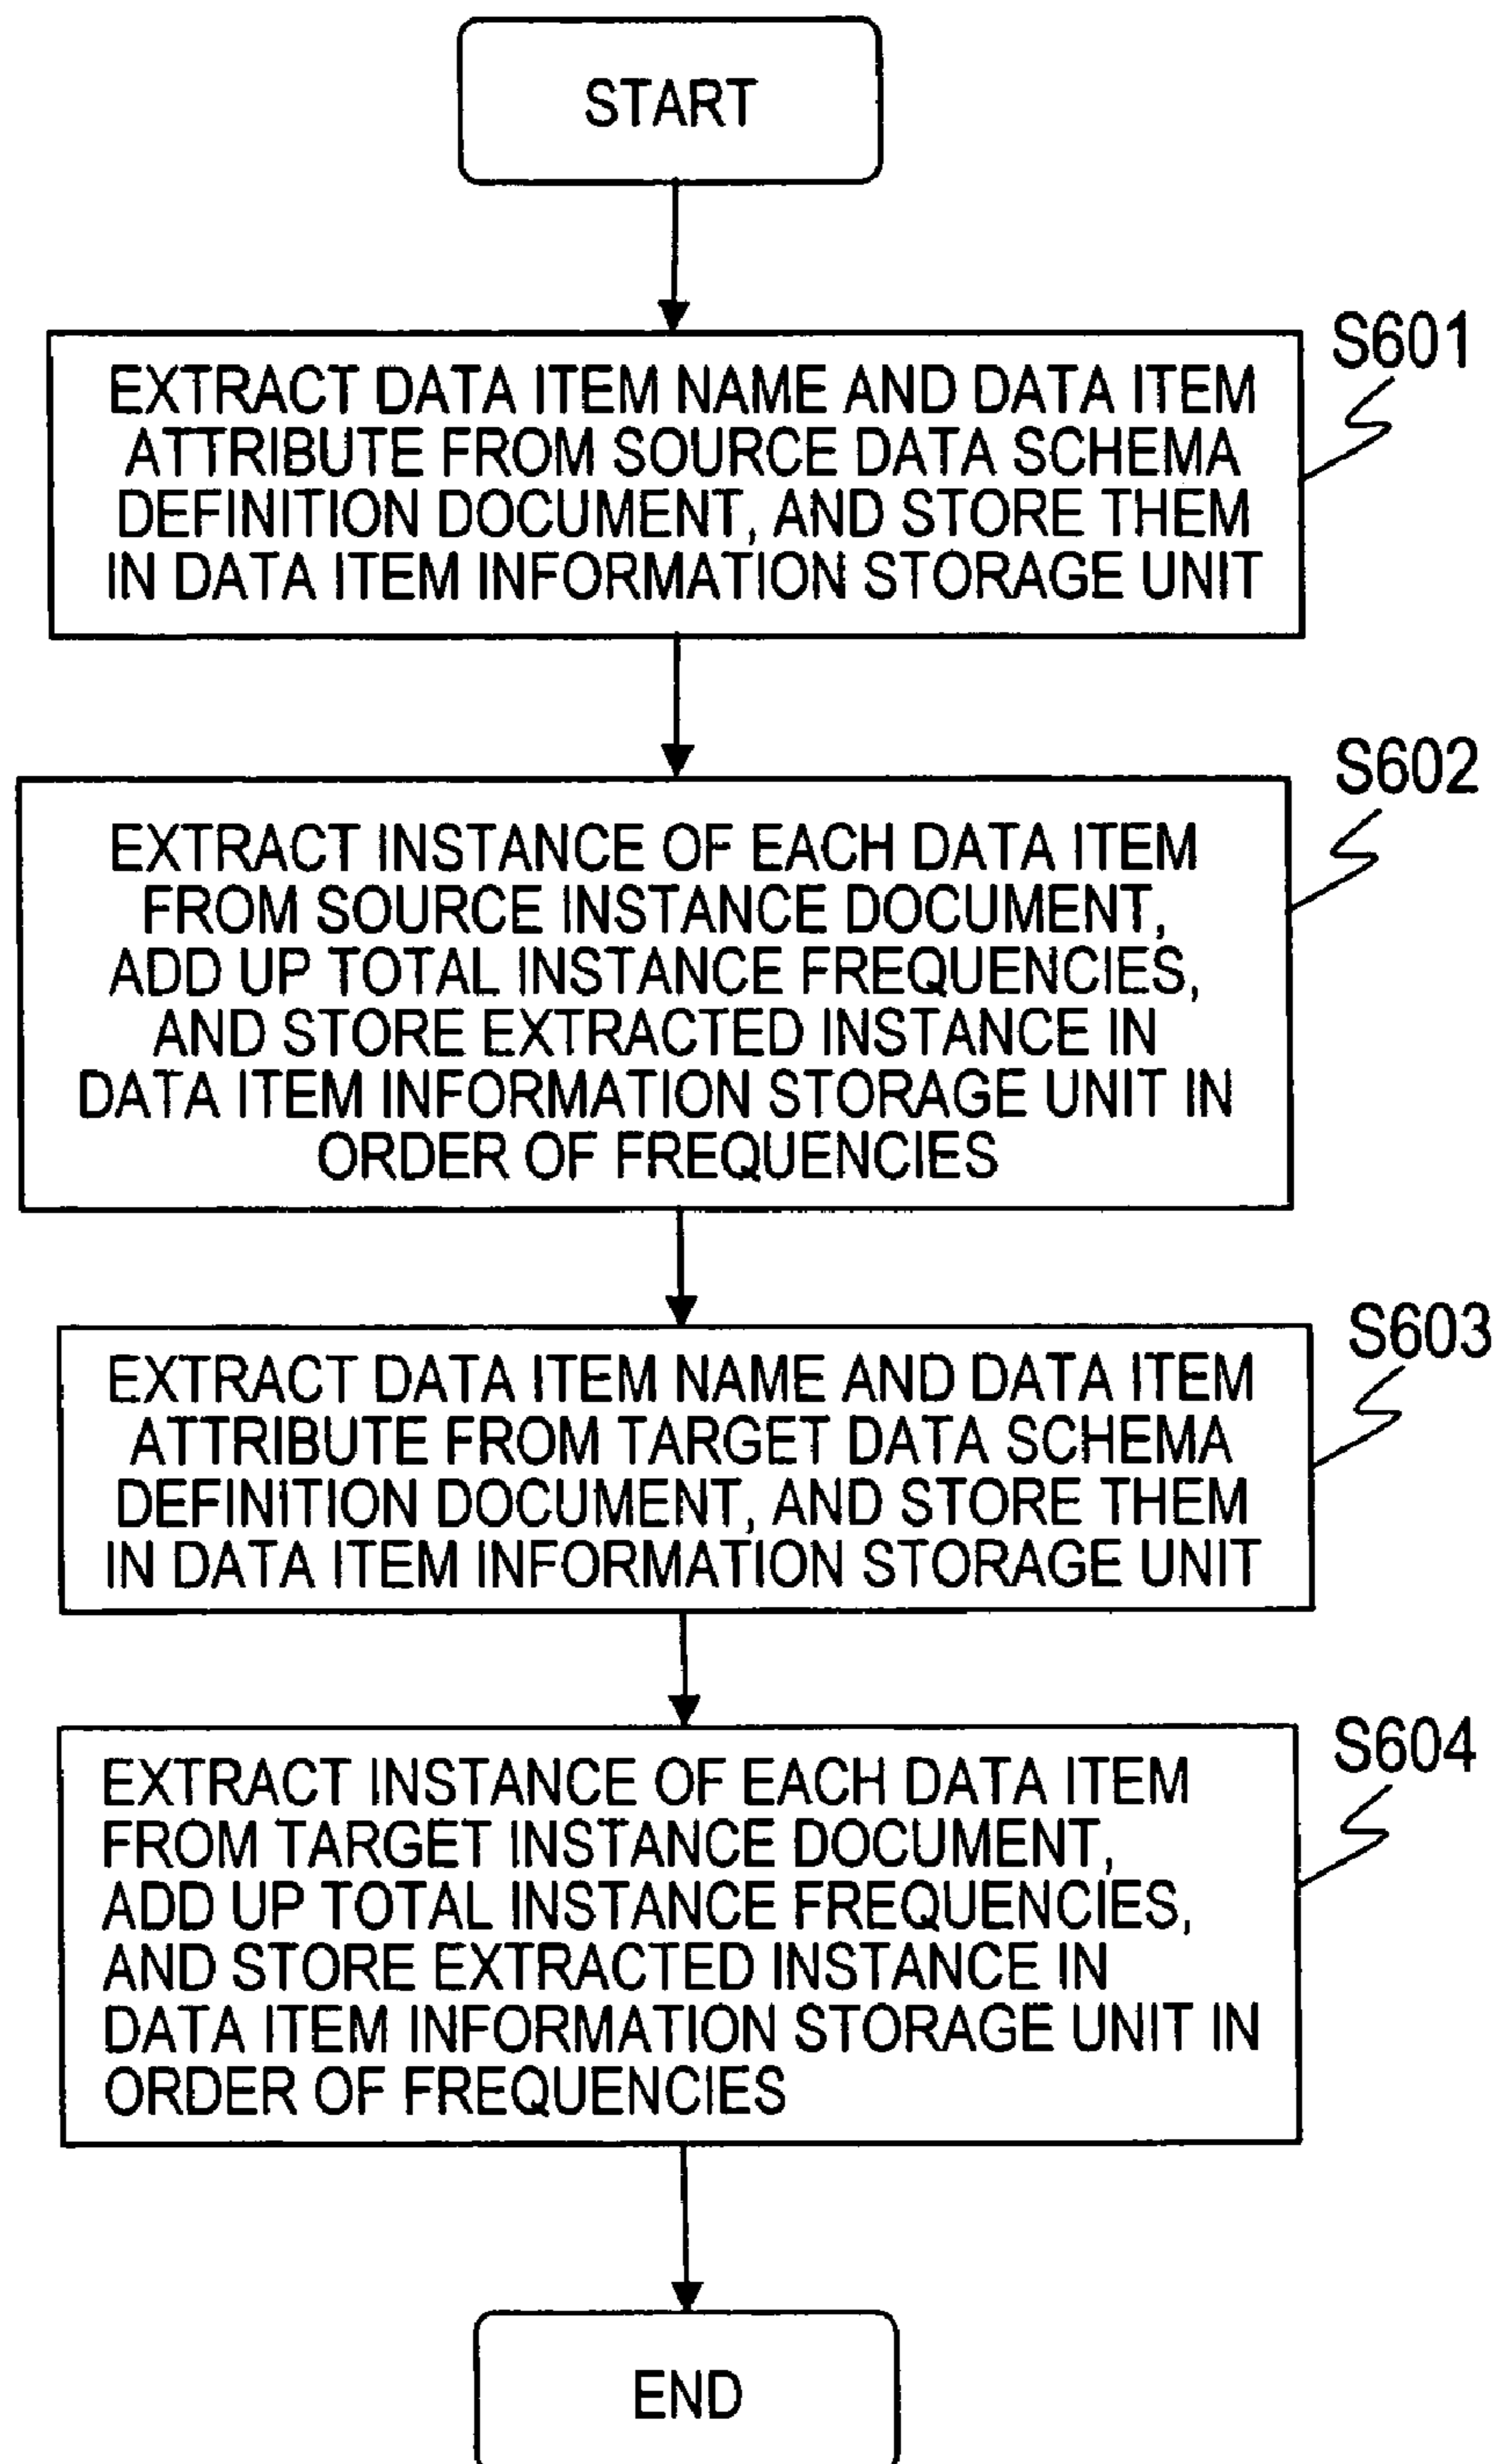 START
S601
EXTRACT DATA ITEM NAME AND DATA ITEM
ATTRIBUTE FROM SOURCE DATA SCHEMA
DEFINITION DOCUMENT, AND STORE THEM
IN DATA ITEM INFORMATION STORAGE UNIT
S602
EXTRACT INSTANCE OF EACH DATA ITEM
FROM SOURCE INSTANCE DOCUMENT,
ADD UP TOTAL INSTANCE FREQUENCIES,
AND STORE EXTRACTED INSTANCE IN
DATA ITEM INFORMATION STORAGE UNIT IN
ORDER OF FREQUENCIES
S603
EXTRACT DATA ITEM NAME AND DATA ITEM
ATTRIBUTE FROM TARGET DATA SCHEMA
DEFINITION DOCUMENT, AND STORE THEM
IN DATA ITEM INFORMATION STORAGE UNIT
S604
EXTRACT INSTANCE OF EACH DATA ITEM
FROM TARGET INSTANCE DOCUMENT,
ADD UP TOTAL INSTANCE FREQUENCIES,
AND STORE EXTRACTED INSTANCE IN
DATA ITEM INFORMATION STORAGE UNIT IN
ORDER OF FREQUENCIES
END